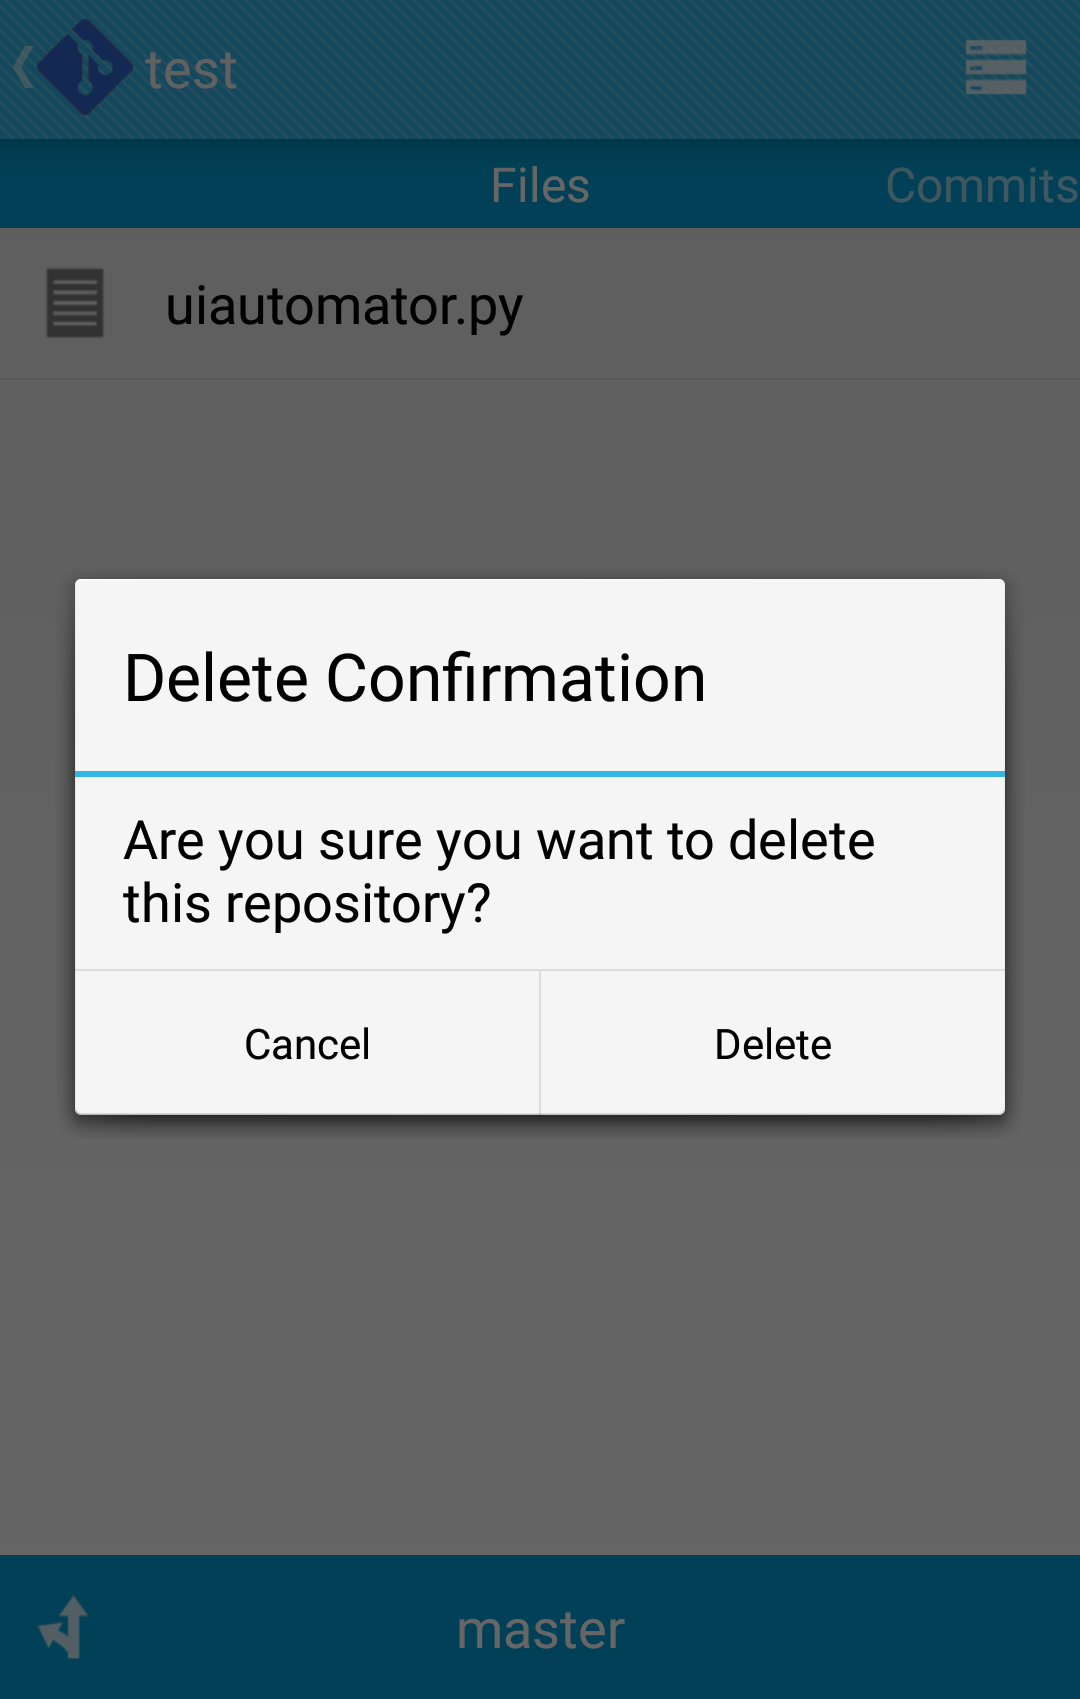 test
Files
Commits
uiautomator.py
Delete Confirmation
Are you sure you want to delete
this repository?
Cancel
Delete
master